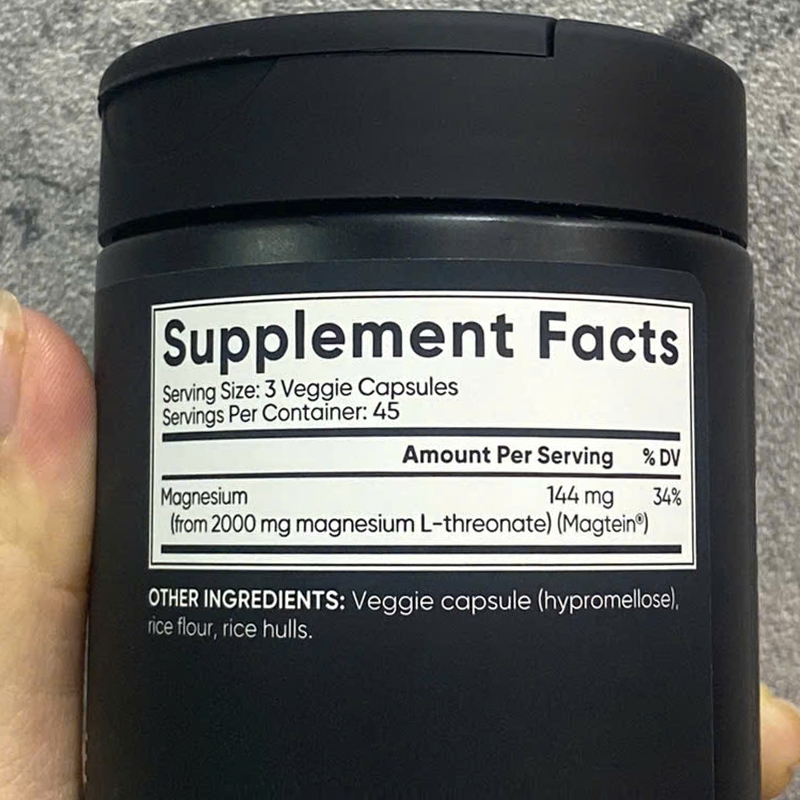 Supplement Facts
Serving Size: 3 Veggie Capsules
Servings Per Container: 45
Amount Per Serving % DV
Magnesium 144 mg 34%
(from 2000 mg magnesium L-threonate) (Magtein®)
OTHER INGREDIENTS: Veggie capsule (hypromellose),
rice flour, rice hulls.